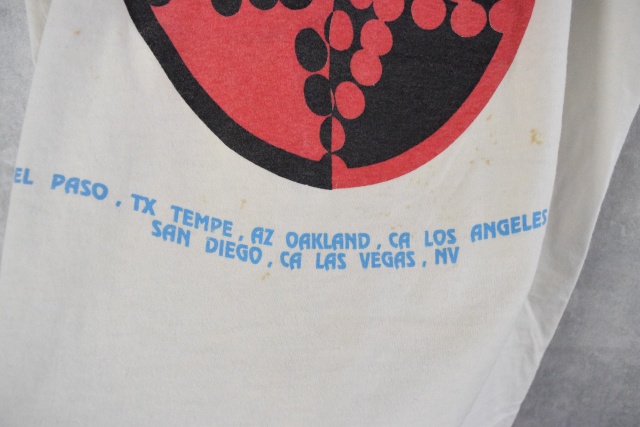 EL PASO, TX TEMPE, AZ OAKLAND, CA LOS ANGELES
SAN DIEGO, CA LAS VEGAS, NV